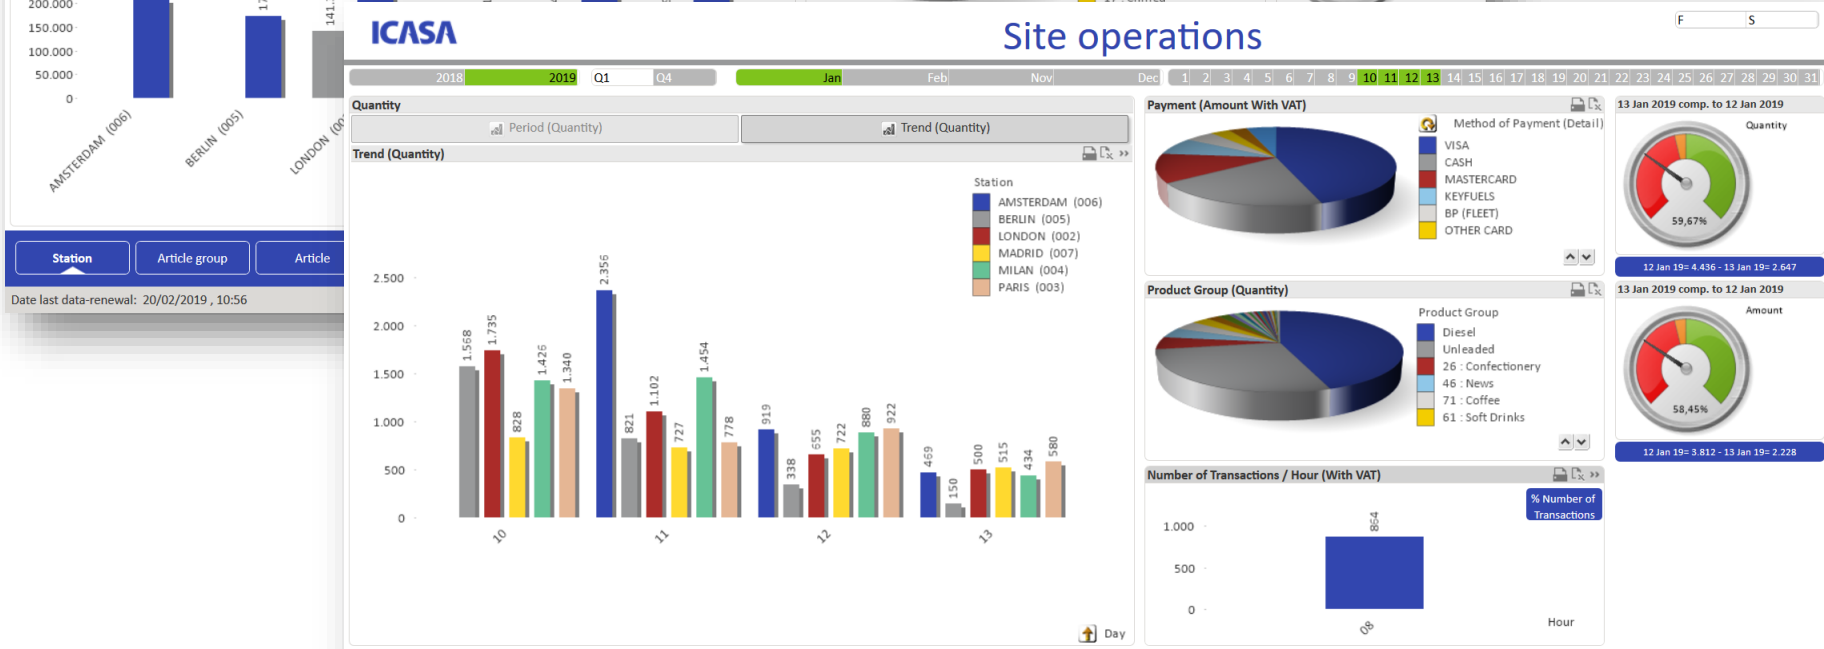 200.000
150.000
100.000
50.000
0
AMSTERDAM (006)
BERLIN (005)
LONDON
Station
Article group
Article
Date last data-renewal: 20/02/2019 , 10:56
ICASA
Site operations
F
S
2018
2019
Q1
Q4
Jan
Feb
Nov
Dec
1 2 3 4 5 6 7 8 9 10 11 12 13 14 15 16 17 18 19 20 21 22 23 24 25 26 27 28 29 30 31
Quantity
Period (Quantity)
Trend (Quantity)
Trend (Quantity)
Station
AMSTERDAM (006)
BERLIN (005)
LONDON (002)
MADRID (007)
MILAN (004)
PARIS (003)
2.500
2.000
1.500
1.000
500
0
1.568
1.735
828
1.426
1.340
2.356
821
1.102
727
1.454
778
919
338
655
722
880
922
469
150
500
515
434
580
10
11
12
13
Day
Payment (Amount With VAT)
Method of Payment (Detail)
VISA
CASH
MASTERCARD
KEYFUELS
BP (FLEET)
OTHER CARD
Product Group (Quantity)
Product Group
Diesel
Unleaded
26 : Confectionery
46 : News
71 : Coffee
61 : Soft Drinks
Number of Transactions / Hour (With VAT)
% Number of
Transactions
1.000
500
0
864
08
Hour
13 Jan 2019 comp. to 12 Jan 2019
Quantity
59,67%
12 Jan 19= 4.436 - 13 Jan 19= 2.647
13 Jan 2019 comp. to 12 Jan 2019
Amount
58,45%
12 Jan 19= 3.812 - 13 Jan 19= 2.228